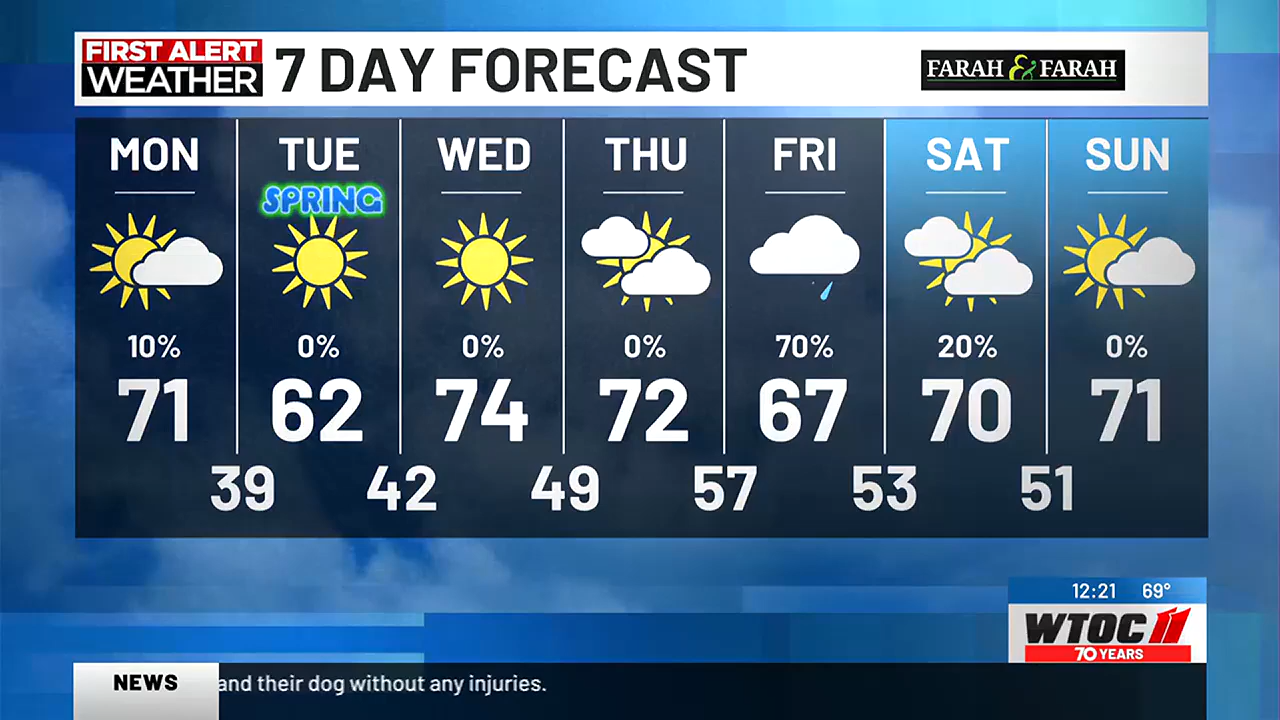 FIRST ALERT
WEATHER
7 DAY FORECAST
FARAH & FARAH
MON TUE WED THU FRI SAT SUN
SPRING
10% 0% 0% 0% 70% 20% 0%
71 62 74 72 67 70 71
39 42 49 57 53 51
12:21 69°
WTOC 11
70 YEARS
NEWS and their dog without any injuries.